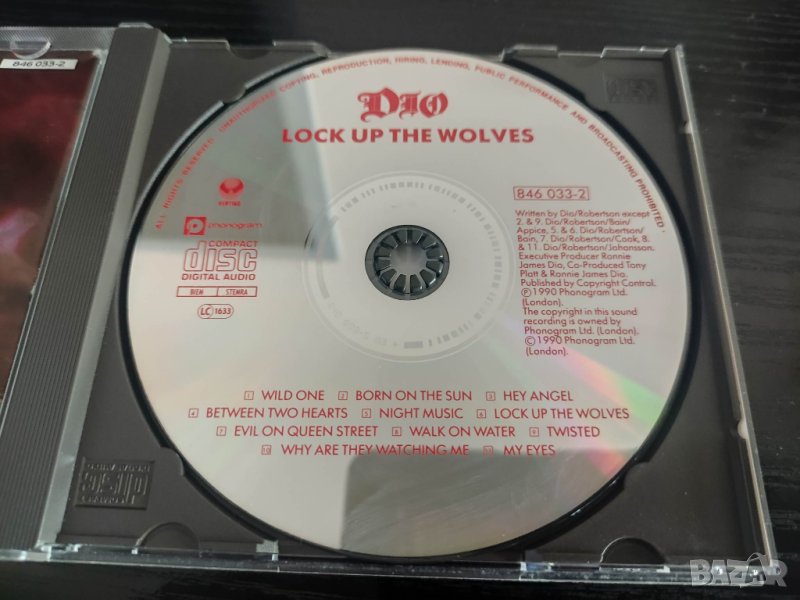 846 033-2
ALL RIGHTS RESERVED. UNAUTHORIZED COPYING, REPRODUCTION, HIRING, LENDING, PUBLIC PERFORMANCE AND BROADCASTING PROHIBITED.
DIO
LOCK UP THE WOLVES
VERTIGO
phonogram
COMPACT
disc
DIGITAL AUDIO
BIEM STEMRA
LC 1633
846 033-2
Written by Dio/Robertson except
2. & 9. Dio/Robertson/Bain/
Appice, 5. & 6. Dio/Robertson/
Bain, 7. Dio/Robertson/Cook, 8.
& 11. Dio/Robertson/Johansson.
Executive Producer Ronnie
James Dio, Co-Produced Tony
Platt & Ronnie James Dio.
Published by Copyright Control.
℗ 1990 Phonogram Ltd.
(London).
The copyright in this sound
recording is owned by
Phonogram Ltd. (London).
© 1990 Phonogram Ltd.
(London).
1 WILD ONE 2 BORN ON THE SUN 3 HEY ANGEL
4 BETWEEN TWO HEARTS 5 NIGHT MUSIC 6 LOCK UP THE WOLVES
7 EVIL ON QUEEN STREET 8 WALK ON WATER 9 TWISTED
10 WHY ARE THEY WATCHING ME 11 MY EYES
BAZAR